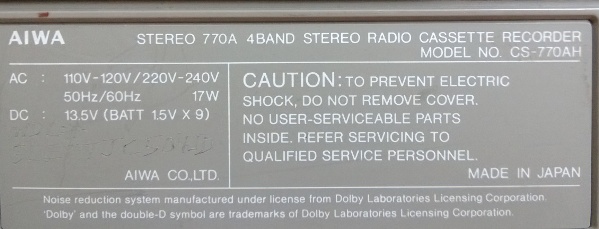 AIWA STEREO 770A 4BAND STEREO RADIO CASSETTE RECORDER
MODEL NO. CS-770AH
AC : 110V-120V/220V-240V
50Hz/60Hz 17W
DC : 13.5V (BATT 1.5V X 9)
AIWA CO.,LTD.
CAUTION: TO PREVENT ELECTRIC
SHOCK, DO NOT REMOVE COVER.
NO USER-SERVICEABLE PARTS
INSIDE. REFER SERVICING TO
QUALIFIED SERVICE PERSONNEL.
MADE IN JAPAN
Noise reduction system manufactured under license from Dolby Laboratories Licensing Corporation.
'Dolby' and the double-D symbol are trademarks of Dolby Laboratories Licensing Corporation.